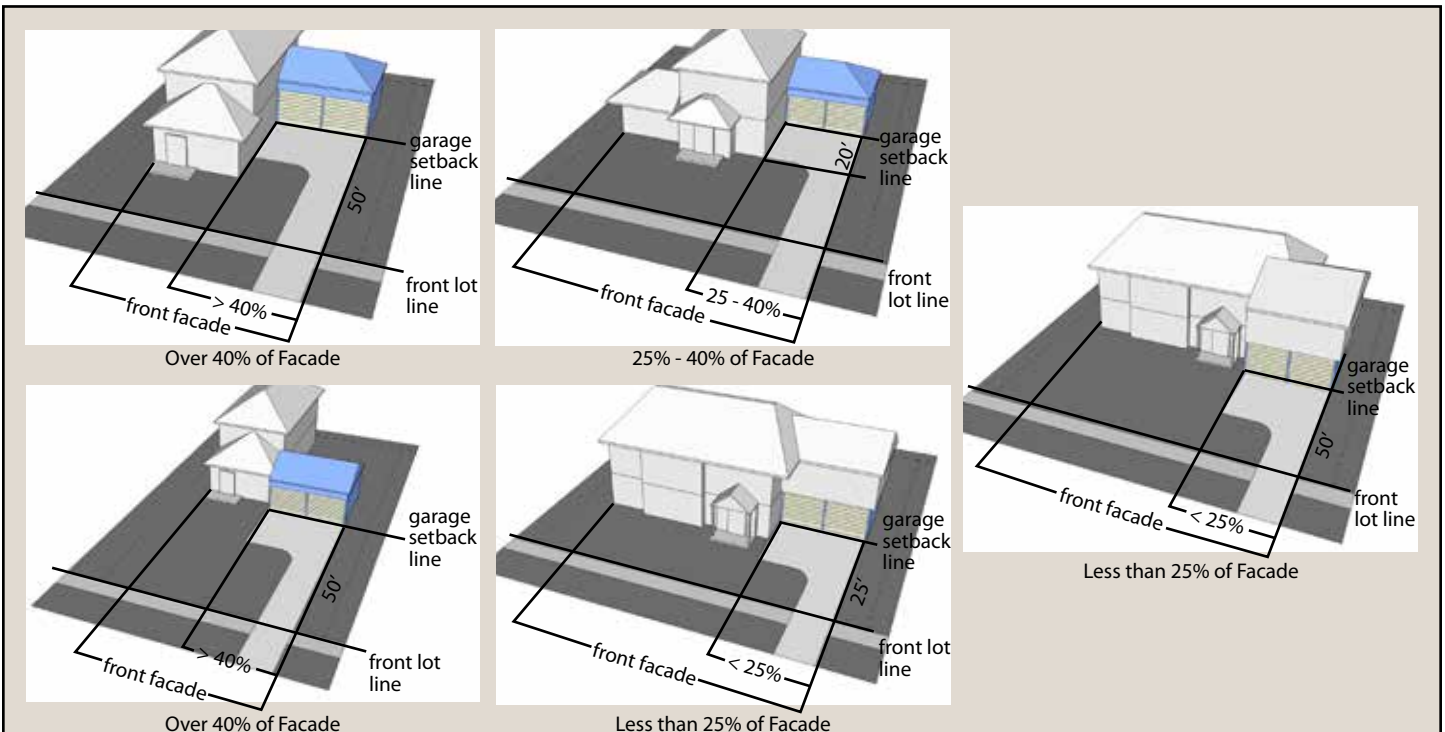 garage
setback
line
50'
front lot
line
> 40%
front facade
Over 40% of Facade
garage
setback
line
20'
front
lot line
25 - 40%
front facade
25% - 40% of Facade
garage
setback
line
50'
front
lot line
< 25%
front facade
Less than 25% of Facade
garage
setback
line
50'
front lot
line
> 40%
front facade
Over 40% of Facade
garage
setback
line
25'
front lot
line
< 25%
front facade
Less than 25% of Facade